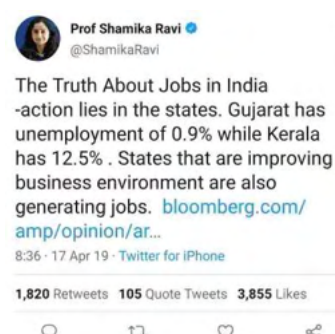 Prof Shamika Ravi
@ShamikaRavi
The Truth About Jobs in India
-action lies in the states. Gujarat has
unemployment of 0.9% while Kerala
has 12.5% . States that are improving
business environment are also
generating jobs. bloomberg.com/
amp/opinion/ar...
8:36 · 17 Apr 19 · Twitter for iPhone
1,820 Retweets 105 Quote Tweets 3,855 Likes